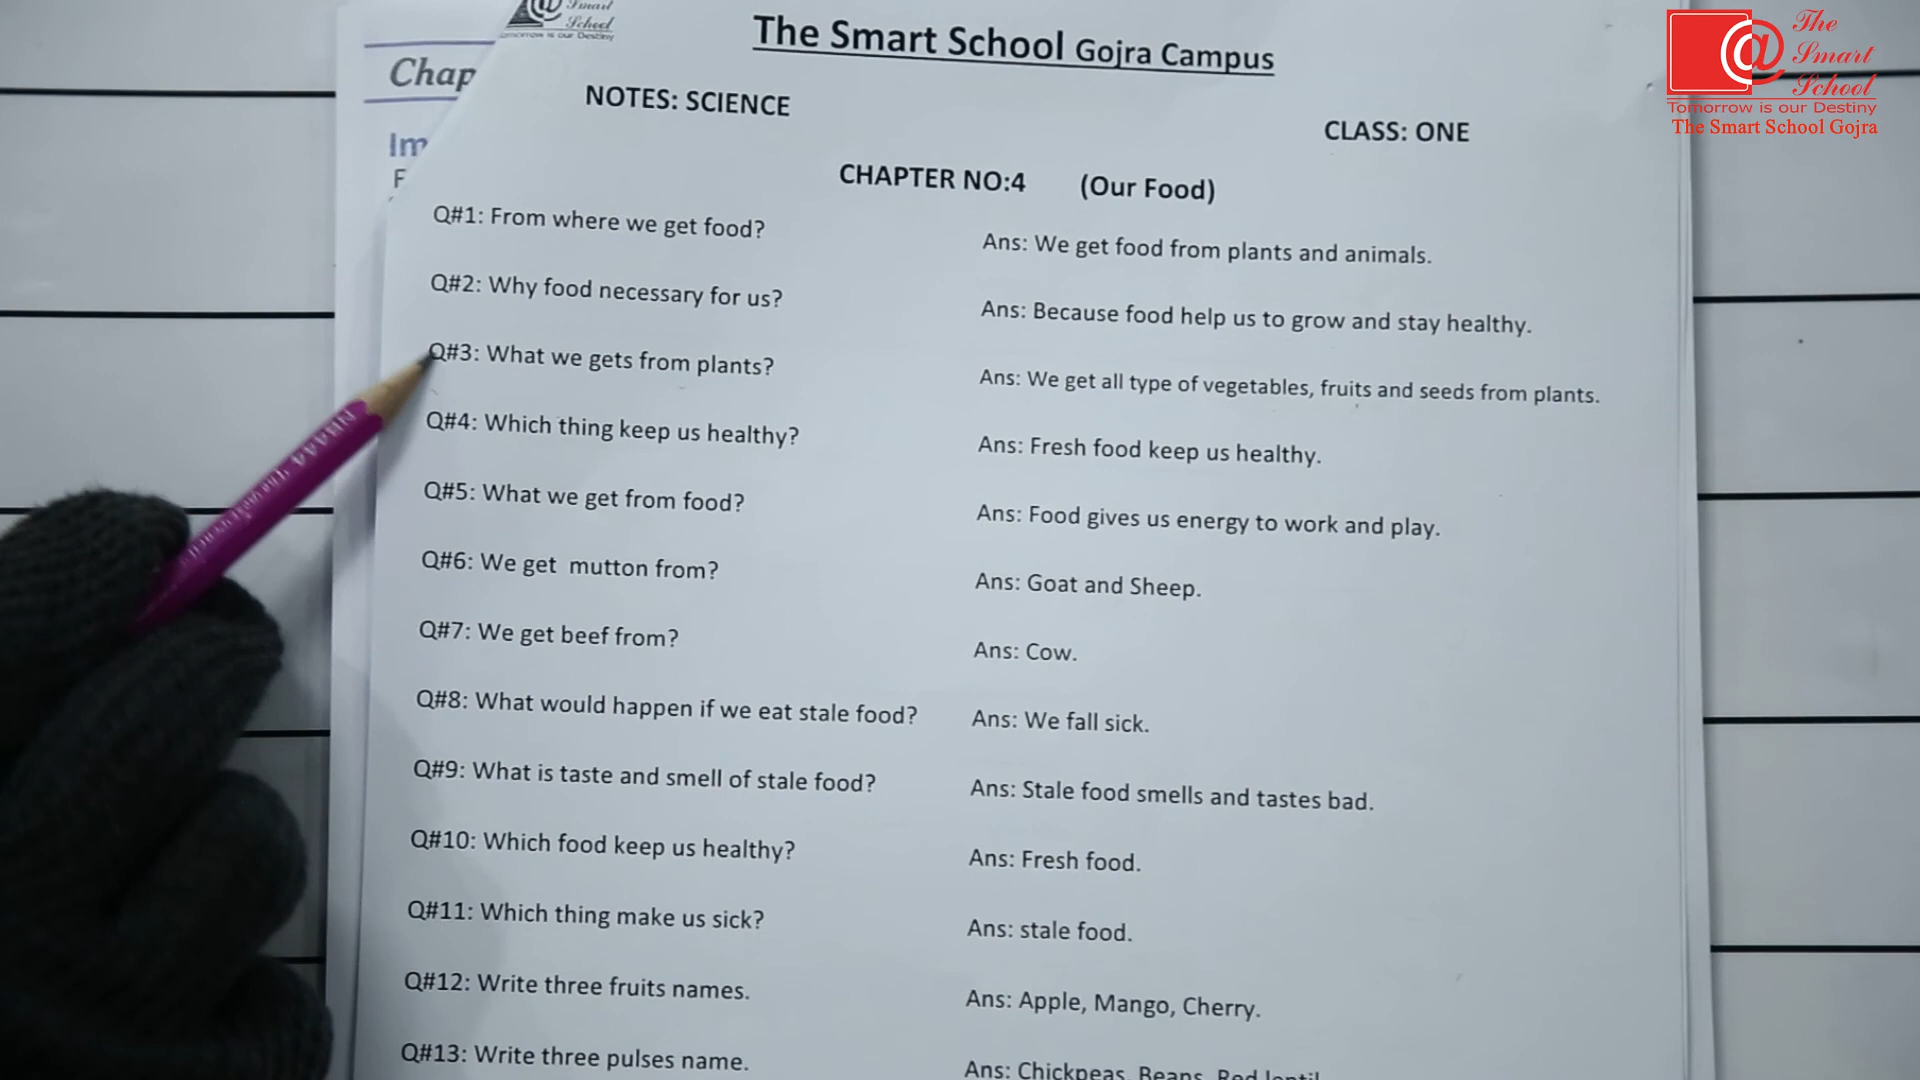 Smart
School
Tomorrow is our Destiny
The Smart School Gojra Campus
The
Smart
School
Tomorrow is our Destiny
The Smart School Gojra
Chap
Im
F
NOTES: SCIENCE
CLASS: ONE
CHAPTER NO:4 (Our Food)
Q#1: From where we get food?
Ans: We get food from plants and animals.
Q#2: Why food necessary for us?
Ans: Because food help us to grow and stay healthy.
Q#3: What we gets from plants?
Ans: We get all type of vegetables, fruits and seeds from plants.
Q#4: Which thing keep us healthy?
Ans: Fresh food keep us healthy.
Q#5: What we get from food?
Ans: Food gives us energy to work and play.
Q#6: We get mutton from?
Ans: Goat and Sheep.
Q#7: We get beef from?
Ans: Cow.
Q#8: What would happen if we eat stale food?
Ans: We fall sick.
Q#9: What is taste and smell of stale food?
Ans: Stale food smells and tastes bad.
Q#10: Which food keep us healthy?
Ans: Fresh food.
Q#11: Which thing make us sick?
Ans: stale food.
Q#12: Write three fruits names.
Ans: Apple, Mango, Cherry.
Q#13: Write three pulses name.
Ans: Chickpeas, Beans, Red lentil